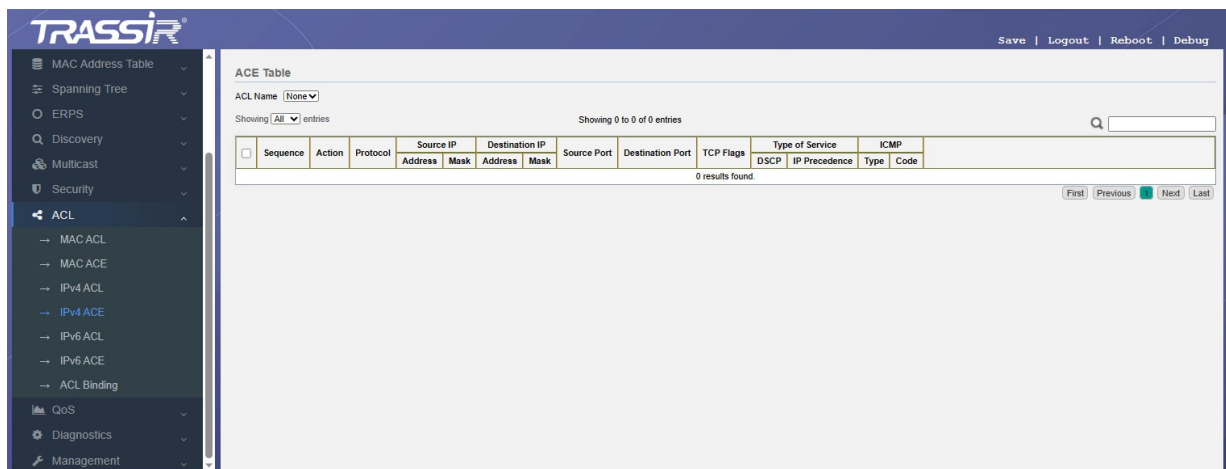 TRASSIR
Save | Logout | Reboot | Debug
MAC Address Table
Spanning Tree
ERPS
Discovery
Multicast
Security
ACL
→ MAC ACL
→ MAC ACE
→ IPv4 ACL
→ IPv4 ACE
→ IPv6 ACL
→ IPv6 ACE
→ ACL Binding
QoS
Diagnostics
Management
ACE Table
ACL Name None
Showing All entries Showing 0 to 0 of 0 entries
Sequence Action Protocol Source IP Destination IP Source Port Destination Port TCP Flags Type of Service ICMP
Address Mask Address Mask DSCP IP Precedence Type Code
0 results found.
First Previous 1 Next Last